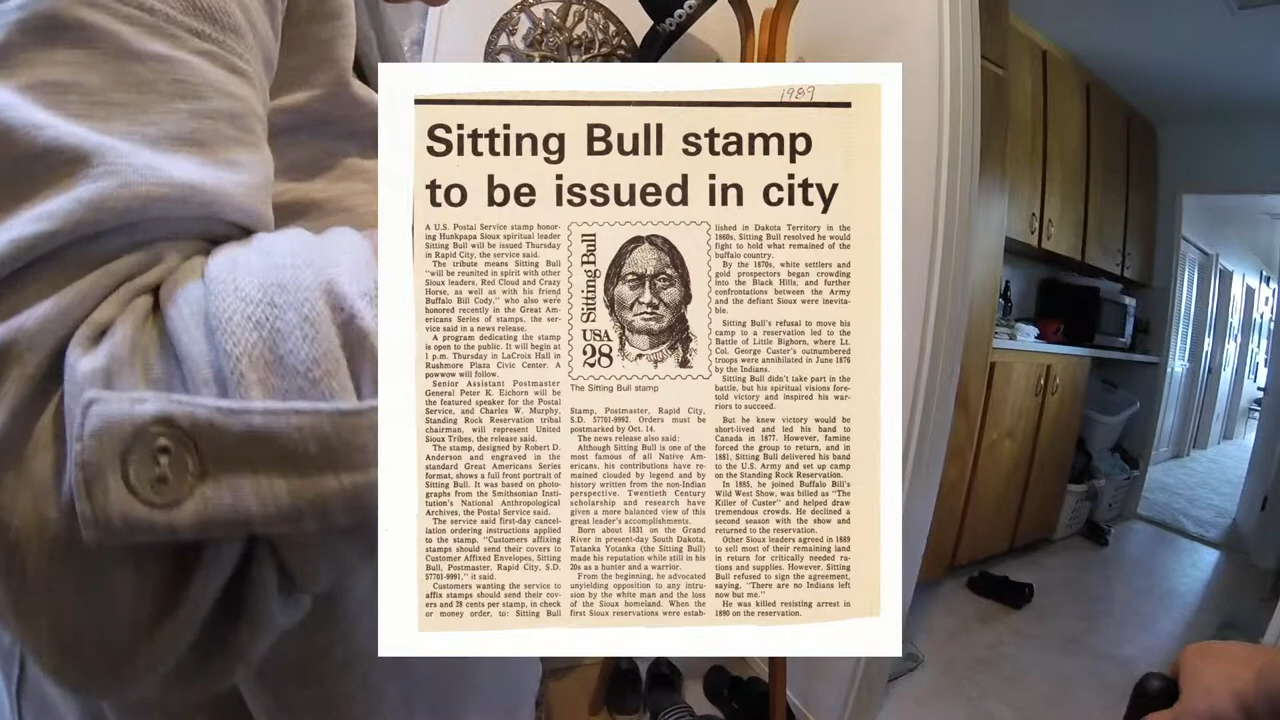 1989
Sitting Bull stamp
to be issued in city
A U.S. Postal Service stamp honor-
ing Hunkpapa Sioux spiritual leader
Sitting Bull will be issued Thursday
in Rapid City, the service said.
The tribute means Sitting Bull
"will be reunited in spirit with other
Sioux leaders, Red Cloud and Crazy
Horse, as well as with his friend
Buffalo Bill Cody," who also were
honored recently in the Great Am-
ericans Series of stamps, the ser-
vice said in a news release.
A program dedicating the stamp
is open to the public. It will begin at
1 p.m. Thursday in LaCroix Hall in
Rushmore Plaza Civic Center. A
powwow will follow.
Senior Assistant Postmaster
General Peter K. Eichorn will be
the featured speaker for the Postal
Service, and Charles W. Murphy,
Standing Rock Reservation tribal
chairman, will represent United
Sioux Tribes, the release said.
The stamp, designed by Robert D.
Anderson and engraved in the
standard Great Americans Series
format, shows a full front portrait of
Sitting Bull. It was based on photo-
graphs from the Smithsonian Insti-
tution's National Anthropological
Archives, the Postal Service said.
The service said first-day cancel-
lation ordering instructions applied
to the stamp. "Customers affixing
stamps should send their covers to
Customer Affixed Envelopes, Sitting
Bull, Postmaster, Rapid City, S.D.
57701-9991," it said.
Customers wanting the service to
affix stamps should send their cov-
ers and 28 cents per stamp, in check
or money order, to: Sitting Bull
Sitting Bull
USA
28
The Sitting Bull stamp
Stamp, Postmaster, Rapid City,
S.D. 57701-9992. Orders must be
postmarked by Oct. 14.
The news release also said:
Although Sitting Bull is one of the
most famous of all Native Am-
ericans, his contributions have re-
mained clouded by legend and by
history written from the non-Indian
perspective. Twentieth Century
scholarship and research have
given a more balanced view of this
great leader's accomplishments.
Born about 1831 on the Grand
River in present-day South Dakota,
Tatanka Yotanka (the Sitting Bull)
made his reputation while still in his
20s as a hunter and a warrior.
From the beginning, he advocated
unyielding opposition to any intru-
sion by the white man and the loss
of the Sioux homeland. When the
first Sioux reservations were estab-
lished in Dakota Territory in the
1860s, Sitting Bull resolved he would
fight to hold what remained of the
buffalo country.
By the 1870s, white settlers and
gold prospectors began crowding
into the Black Hills, and further
confrontations between the Army
and the defiant Sioux were inevita-
ble.
Sitting Bull's refusal to move his
camp to a reservation led to the
Battle of Little Bighorn, where Lt.
Col. George Custer's outnumbered
troops were annihilated in June 1876
by the Indians.
Sitting Bull didn't take part in the
battle, but his spiritual visions fore-
told victory and inspired his war-
riors to succeed.
But he knew victory would be
short-lived and led his band to
Canada in 1877. However, famine
forced the group to return, and in
1881, Sitting Bull delivered his band
to the U.S. Army and set up camp
on the Standing Rock Reservation.
In 1885, he joined Buffalo Bill's
Wild West Show, was billed as "The
Killer of Custer" and helped draw
tremendous crowds. He declined a
second season with the show and
returned to the reservation.
Other Sioux leaders agreed in 1889
to sell most of their remaining land
in return for critically needed ra-
tions and supplies. However, Sitting
Bull refused to sign the agreement,
saying, "There are no Indians left
now but me."
He was killed resisting arrest in
1890 on the reservation.